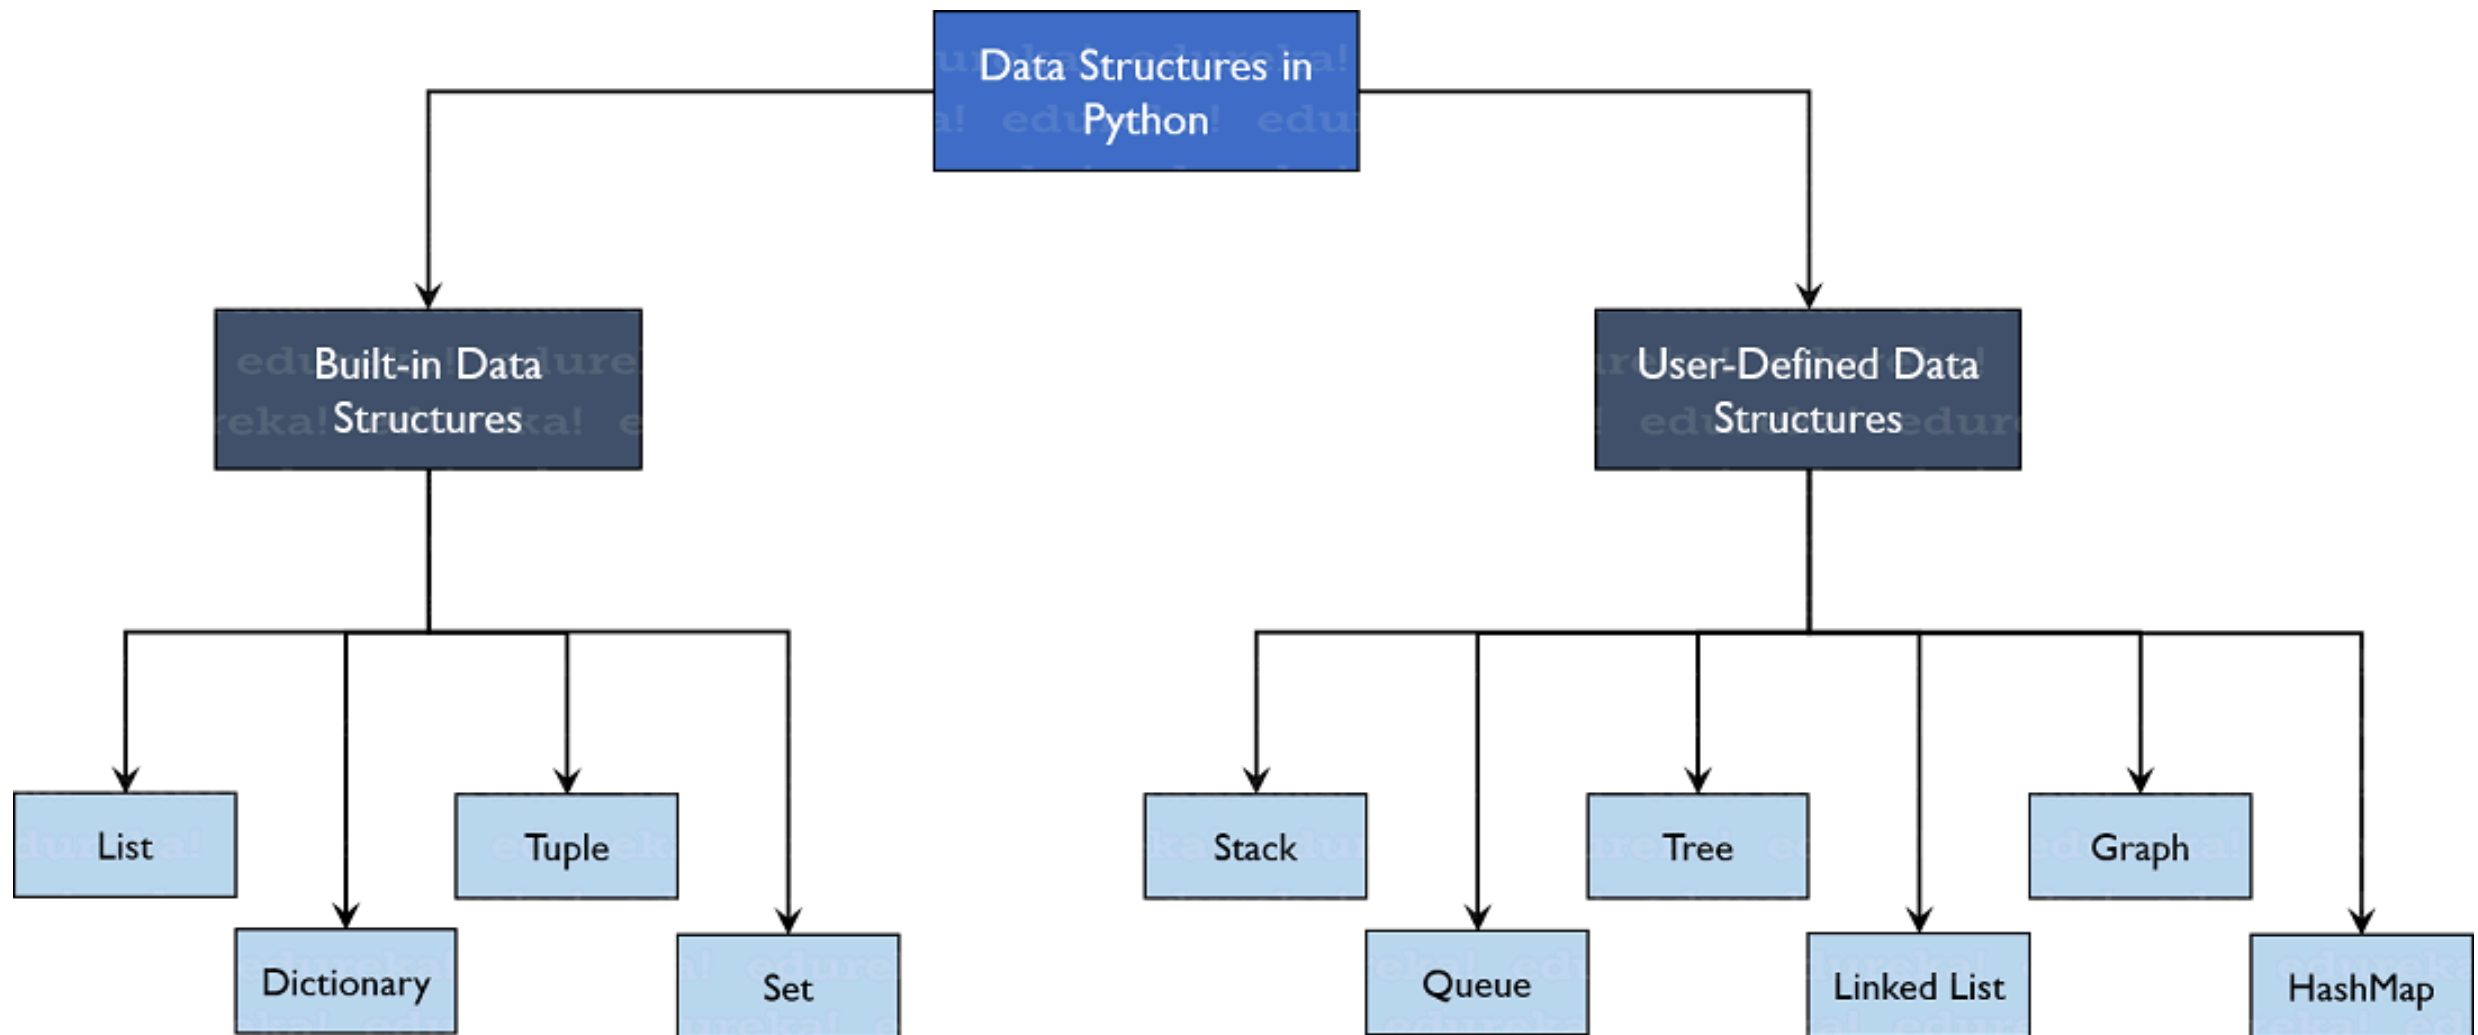 Data Structures in
Python
Built-in Data
Structures
User-Defined Data
Structures
List
Tuple
Stack
Tree
Graph
Dictionary
Set
Queue
Linked List
HashMap